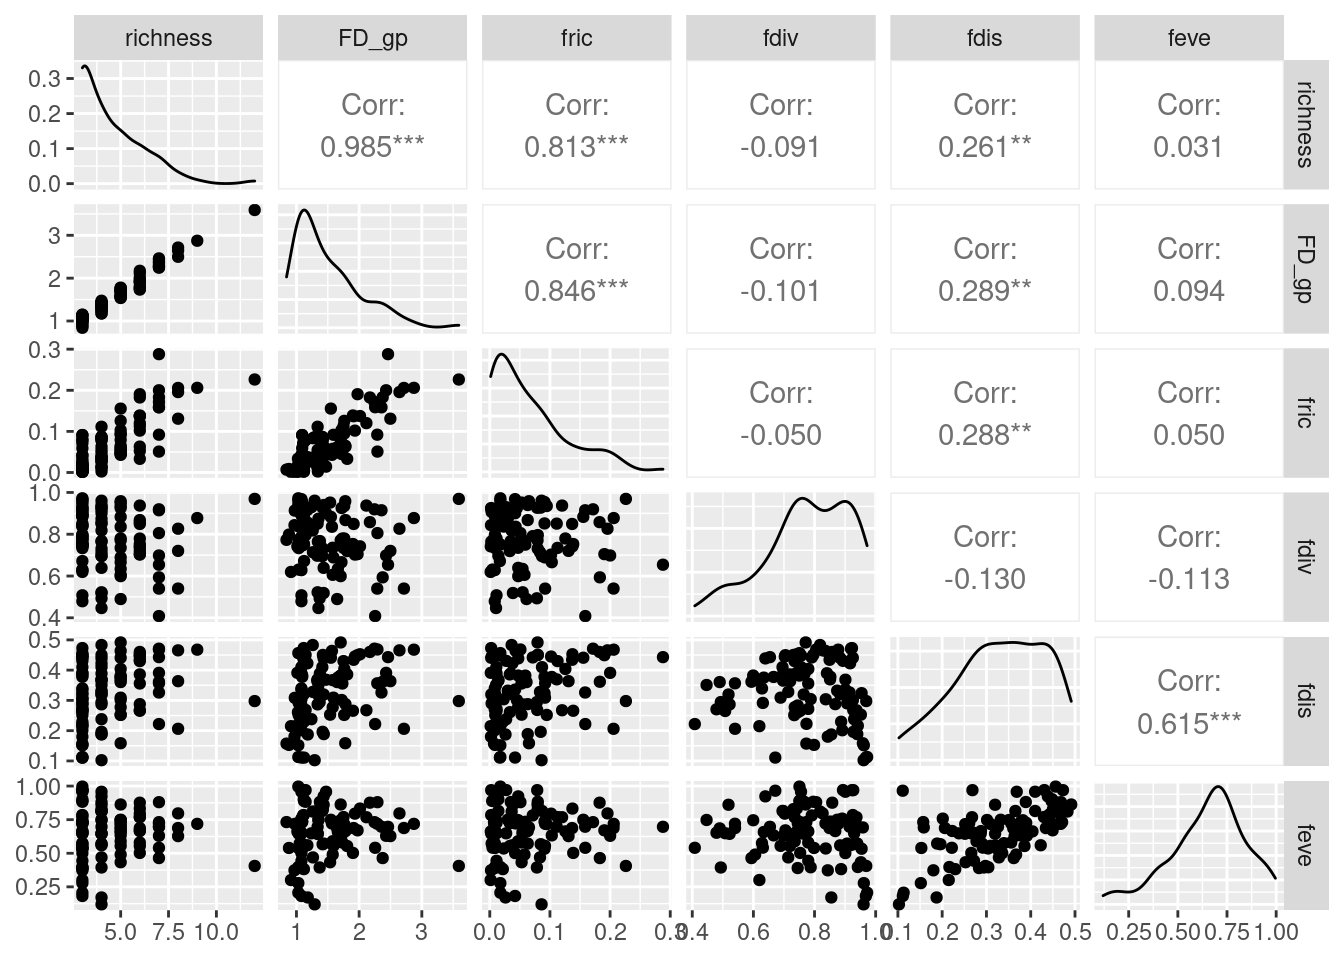 richness FD_gp fric fdiv fdis feve
0.3
0.2
0.1
0.0
Corr:
0.985***
Corr:
0.813***
Corr:
-0.091
Corr:
0.261**
Corr:
0.031
richness
3
2
1
Corr:
0.846***
Corr:
-0.101
Corr:
0.289**
Corr:
0.094
FD_gp
0.3
0.2
0.1
0.0
Corr:
-0.050
Corr:
0.288**
Corr:
0.050
fric
1.0
0.8
0.6
0.4
Corr:
-0.130
Corr:
-0.113
fdiv
0.5
0.4
0.3
0.2
0.1
Corr:
0.615***
fdis
1.00
0.75
0.50
0.25
feve
5.0 7.5 10.0
1 2 3
0.0 0.1 0.2 0.3
0.4 0.6 0.8 1.0
0.1 0.2 0.3 0.4 0.5
0.25 0.50 0.75 1.00